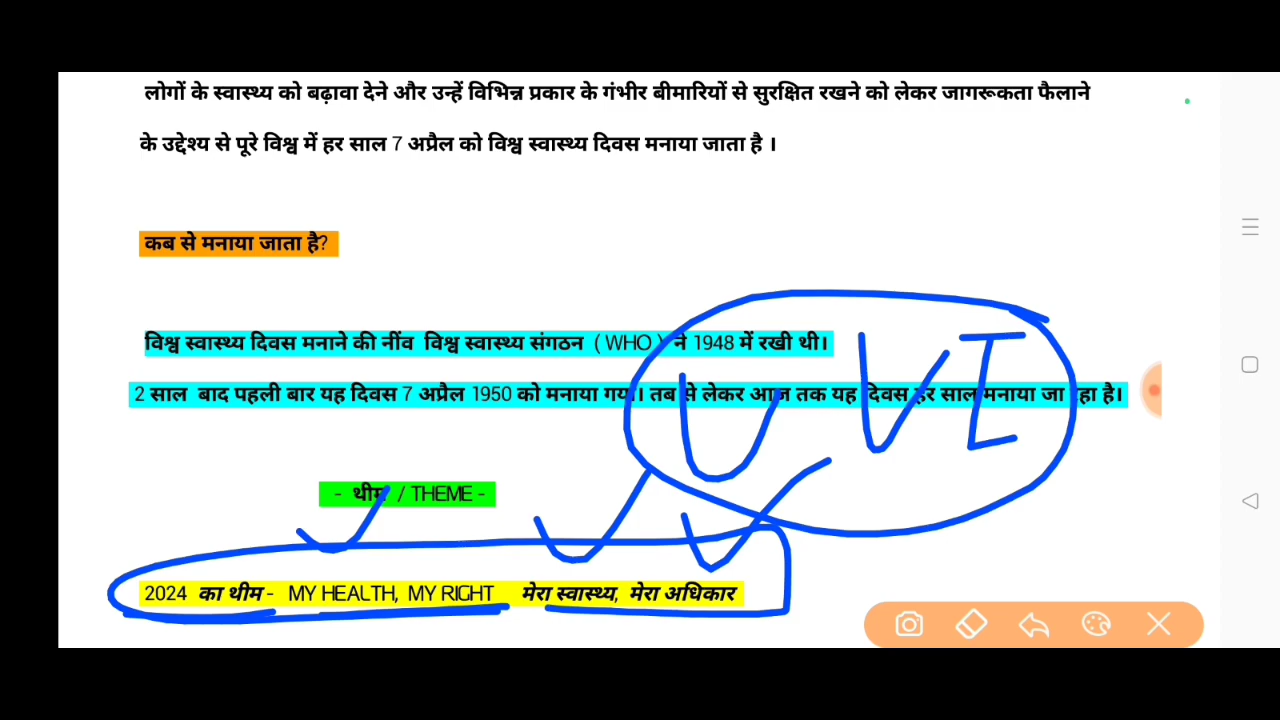 लोगों के स्वास्थ्य को बढ़ावा देने और उन्हें विभिन्न प्रकार के गंभीर बीमारियों से सुरक्षित रखने को लेकर जागरूकता फैलाने
के उद्देश्य से पूरे विश्व में हर साल 7 अप्रैल को विश्व स्वास्थ्य दिवस मनाया जाता है ।
कब से मनाया जाता है?
विश्व स्वास्थ्य दिवस मनाने की नींव विश्व स्वास्थ्य संगठन ( WHO ) ने 1948 में रखी थी।
2 साल बाद पहली बार यह दिवस 7 अप्रैल 1950 को मनाया गया। तब से लेकर आज तक यह दिवस हर साल मनाया जा रहा है।
U VI
- थीम / THEME -
2024 का थीम - MY HEALTH, MY RIGHT मेरा स्वास्थ्य, मेरा अधिकार